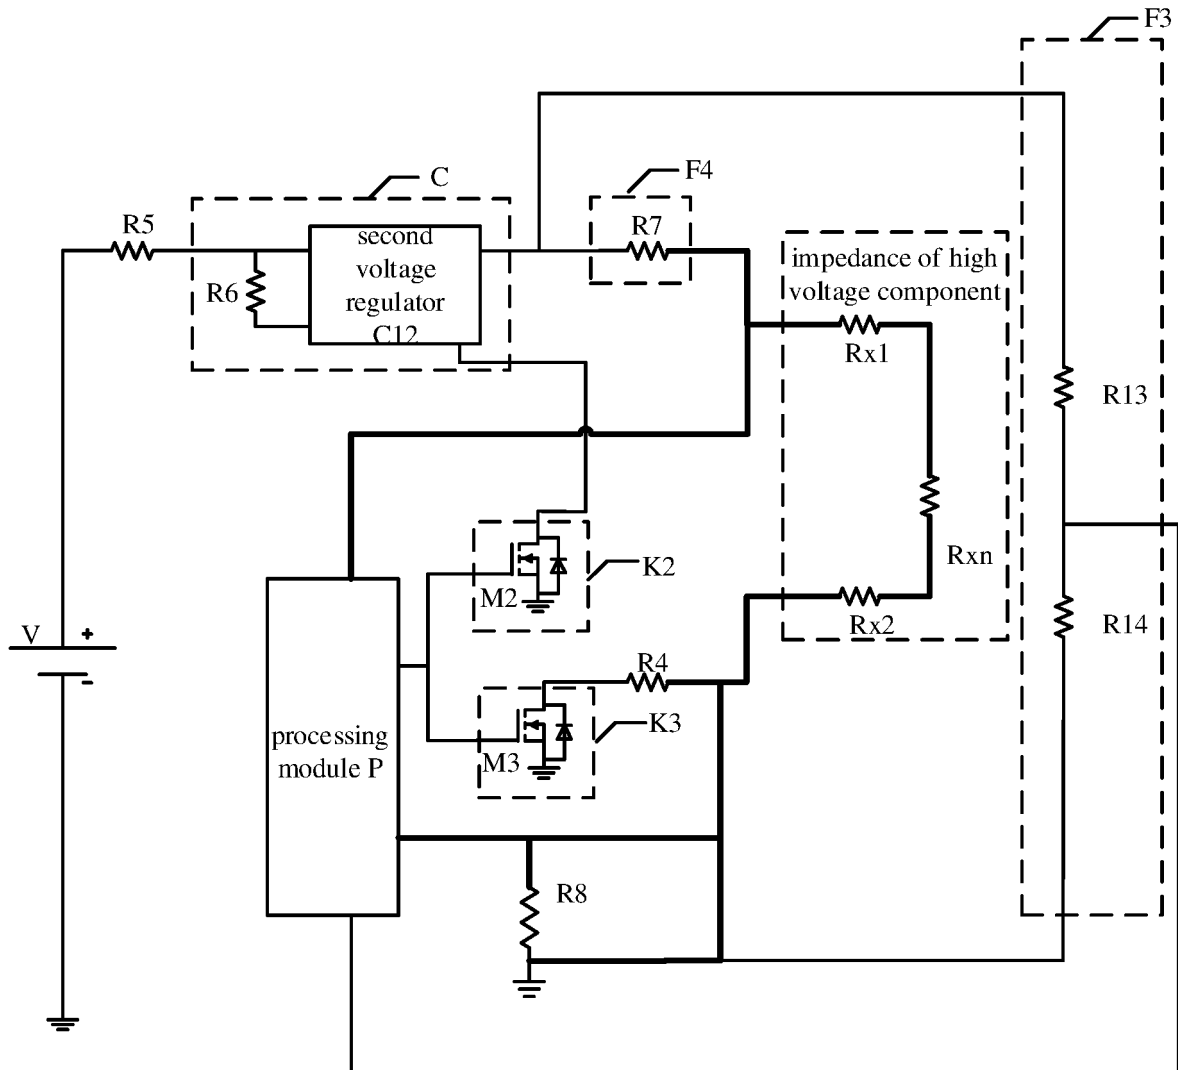 F3
C
F4
R5
R7
second
voltage
regulator
C12
R6
impedance of high
voltage component
Rx1
R13
Rxn
K2
M2
Rx2
R14
V
+
-
R4
K3
M3
processing
module P
R8